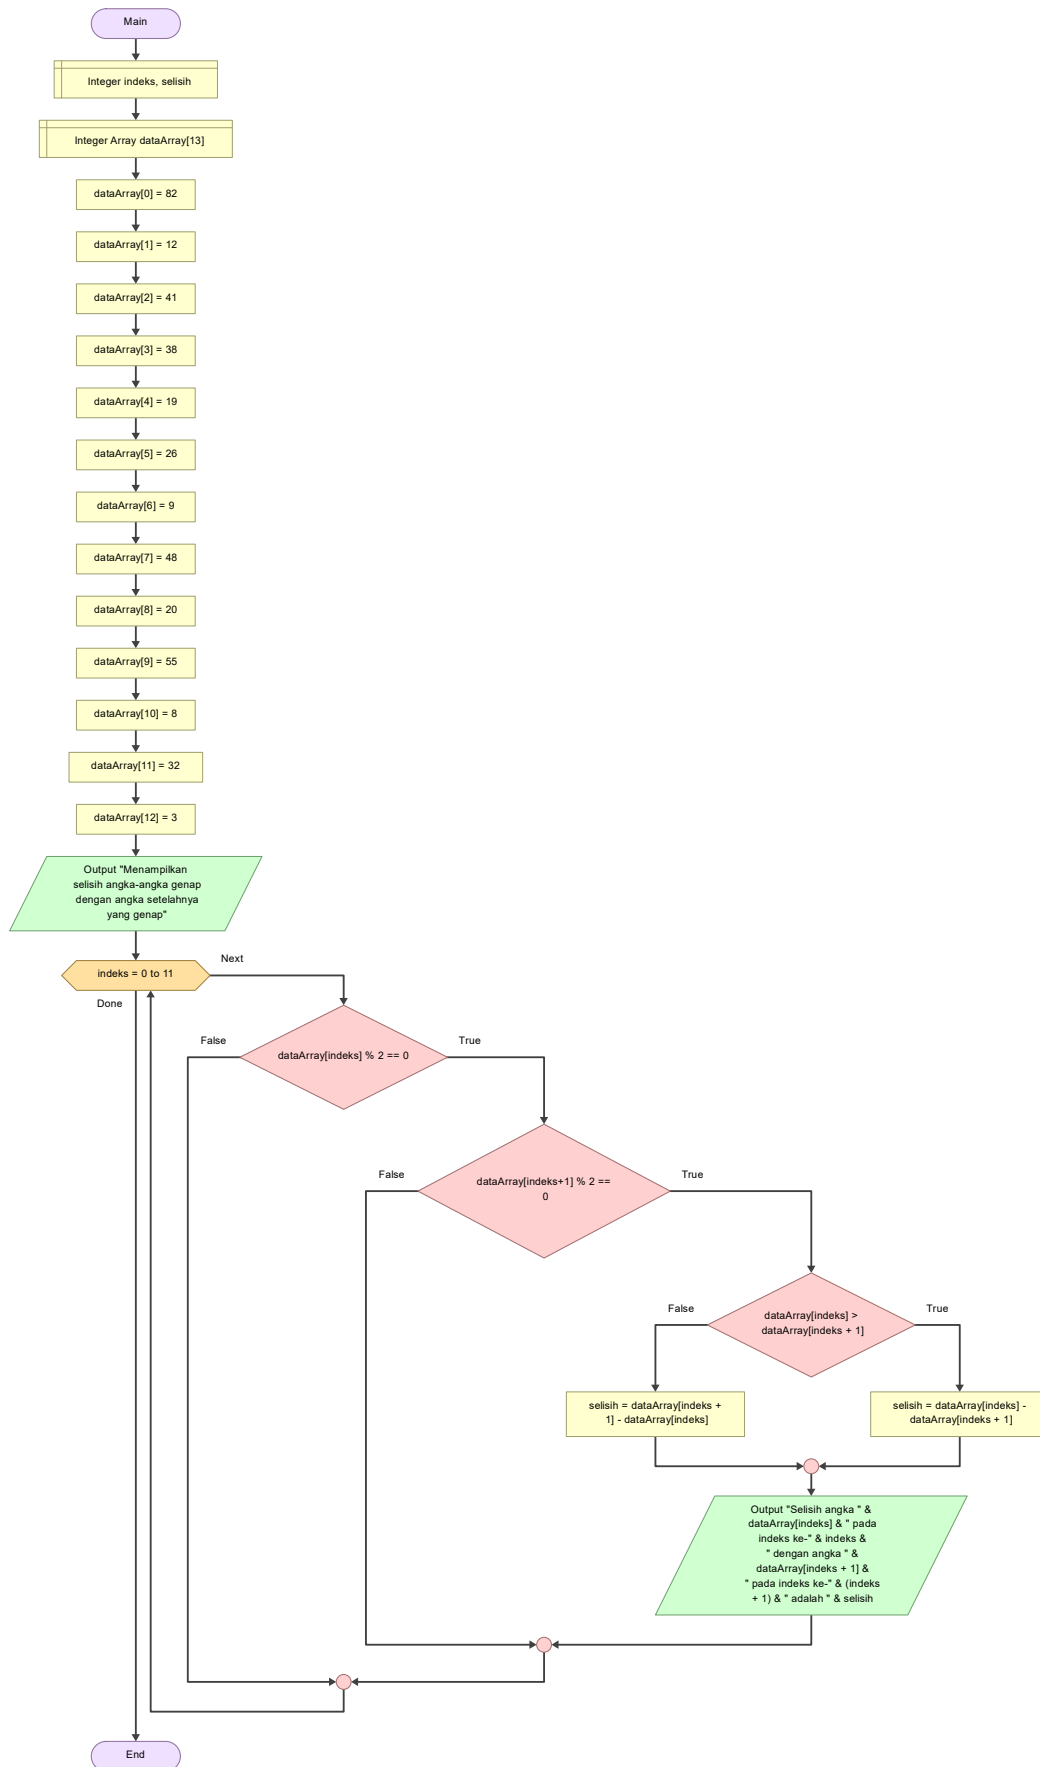 Main
Integer indeks, selisih
Integer Array dataArray[13]
dataArray[0] = 82
dataArray[1] = 12
dataArray[2] = 41
dataArray[3] = 38
dataArray[4] = 19
dataArray[5] = 26
dataArray[6] = 9
dataArray[7] = 48
dataArray[8] = 20
dataArray[9] = 55
dataArray[10] = 8
dataArray[11] = 32
dataArray[12] = 3
Output "Menampilkan
selisih angka-angka genap
dengan angka setelahnya
yang genap"
indeks = 0 to 11
Next
Done
False
dataArray[indeks] % 2 == 0
True
False
dataArray[indeks+1] % 2 ==
0
True
False
dataArray[indeks] >
dataArray[indeks + 1]
True
selisih = dataArray[indeks +
1] - dataArray[indeks]
selisih = dataArray[indeks] -
dataArray[indeks + 1]
Output "Selisih angka " &
dataArray[indeks] & " pada
indeks ke-" & indeks &
" dengan angka " &
dataArray[indeks + 1] &
" pada indeks ke-" & (indeks
+ 1) & " adalah " & selisih
End